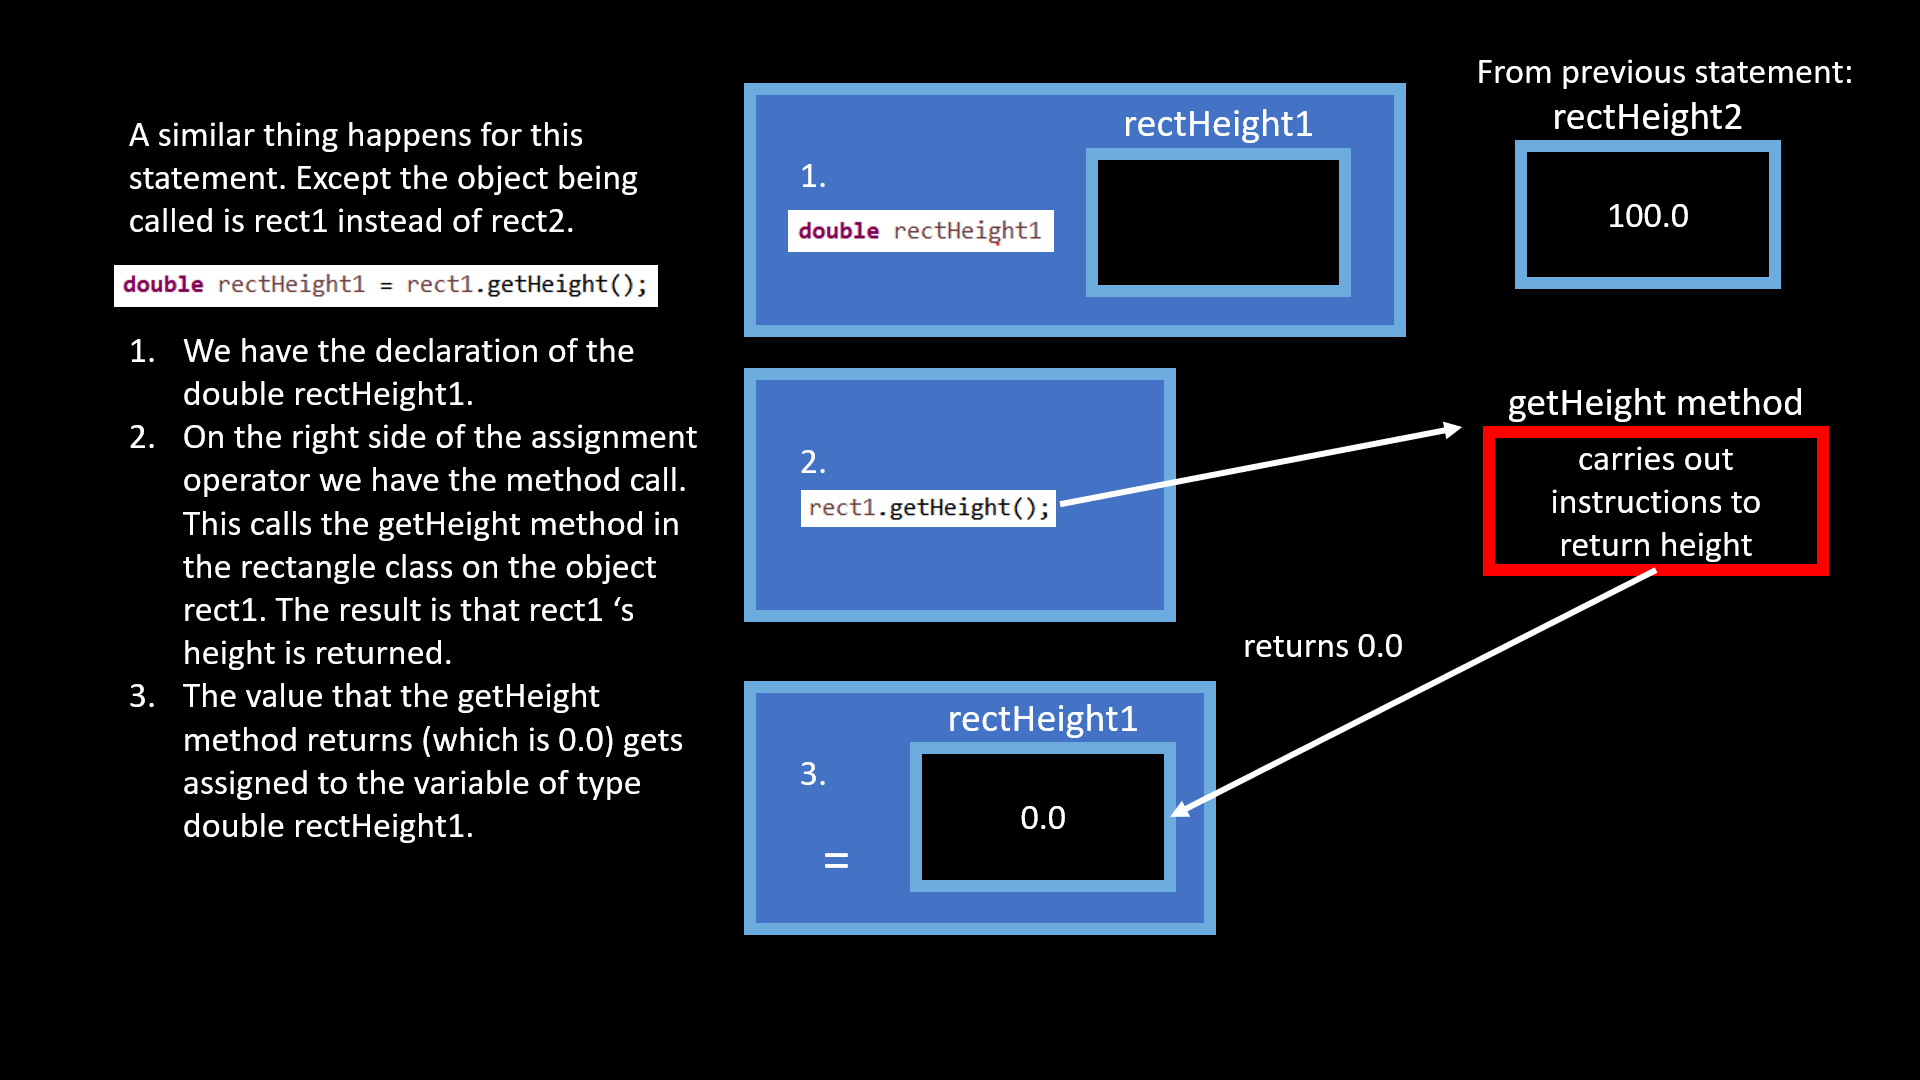 A similar thing happens for this
statement. Except the object being
called is rect1 instead of rect2.
double rectHeight1 = rect1.getHeight();
1. We have the declaration of the
double rectHeight1.
2. On the right side of the assignment
operator we have the method call.
This calls the getHeight method in
the rectangle class on the object
rect1. The result is that rect1 ‘s
height is returned.
3. The value that the getHeight
method returns (which is 0.0) gets
assigned to the variable of type
double rectHeight1.
rectHeight1
1.
double rectHeight1
From previous statement:
rectHeight2
100.0
2.
rect1.getHeight();
getHeight method
carries out
instructions to
return height
returns 0.0
rectHeight1
3.
0.0
=